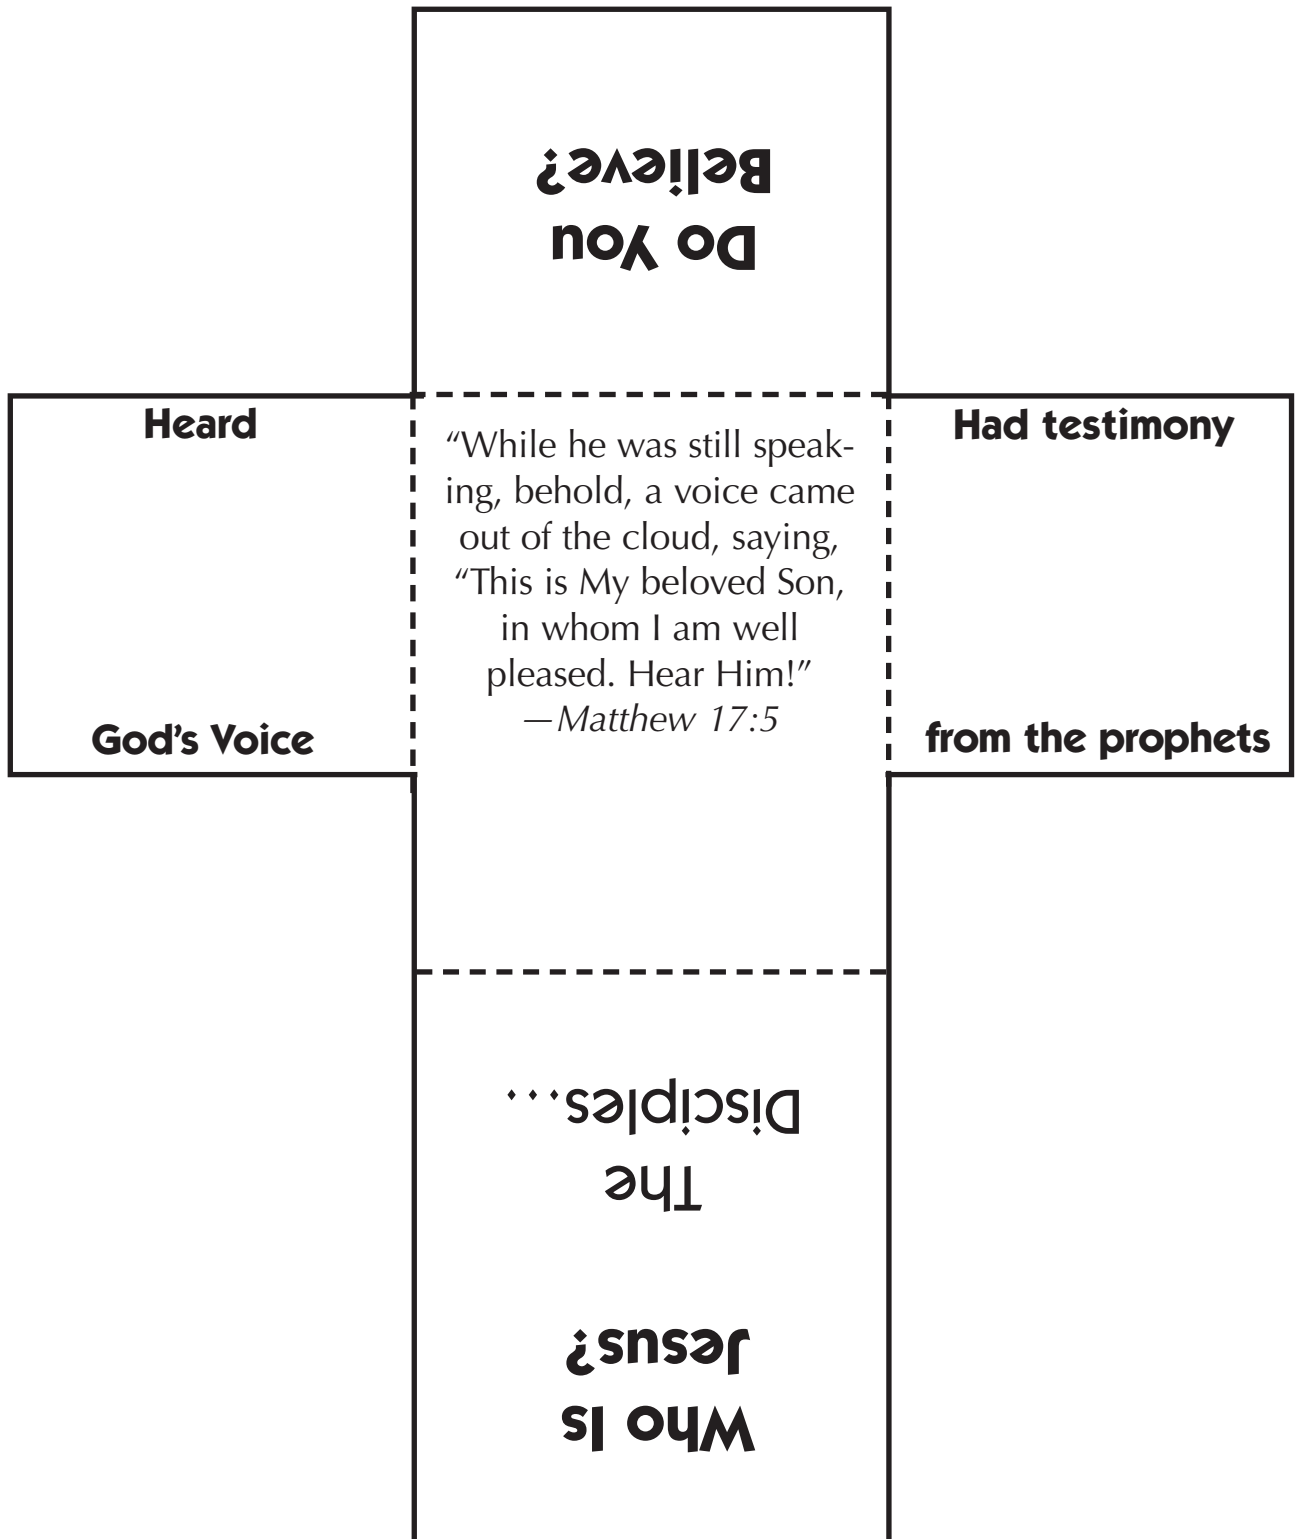 Do You
Believe?
Heard
God's Voice
“While he was still speak-
ing, behold, a voice came
out of the cloud, saying,
“This is My beloved Son,
in whom I am well
pleased. Hear Him!”
—Matthew 17:5
Had testimony
from the prophets
Who Is
Jesus?
The
Disciples...